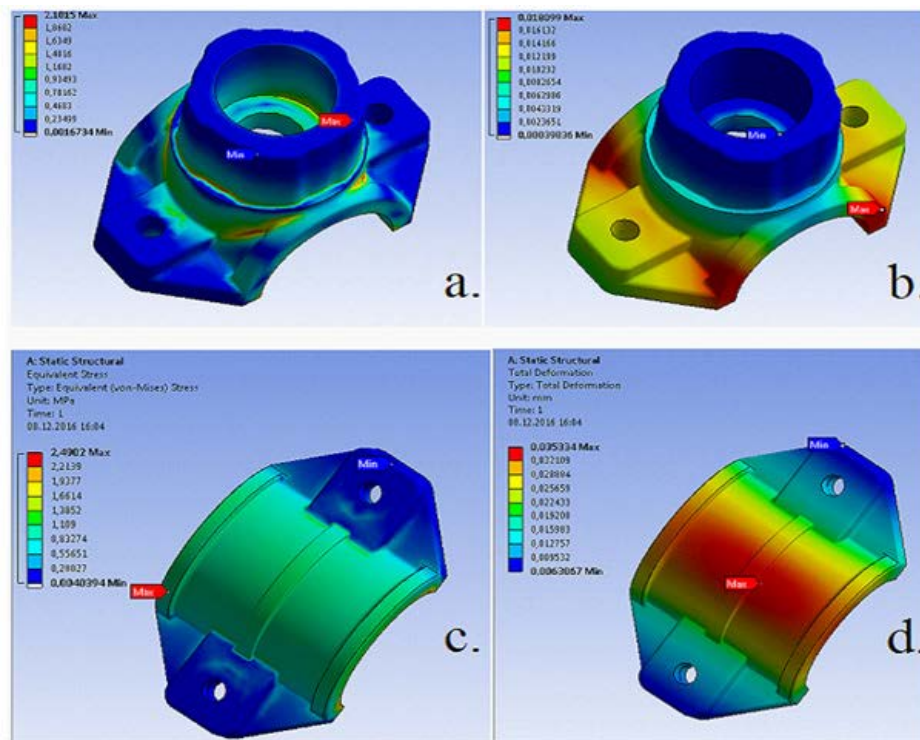 2,1015 Max
1,0682
1,6349
1,4016
1,1682
0,93493
0,78162
0,4683
0,23499
0,0016734 Min
Max
Min
a.
0,018099 Max
0,016132
0,014166
0,012199
0,010232
0,0082654
0,0062986
0,0043319
0,0023651
0,00039836 Min
Min
Max
b.
A: Static Structural
Equivalent Stress
Type: Equivalent (von-Mises) Stress
Unit: MPa
Time: 1
08.12.2016 16:04
2,4902 Max
2,2139
1,9377
1,6614
1,3852
1,109
0,83274
0,55651
0,28027
0,0040394 Min
Min
Max
c.
A: Static Structural
Total Deformation
Type: Total Deformation
Unit: mm
Time: 1
08.12.2016 16:04
0,035334 Max
0,032109
0,028884
0,025659
0,022433
0,019208
0,015983
0,012757
0,009532
0,0063067 Min
Min
Max
d.